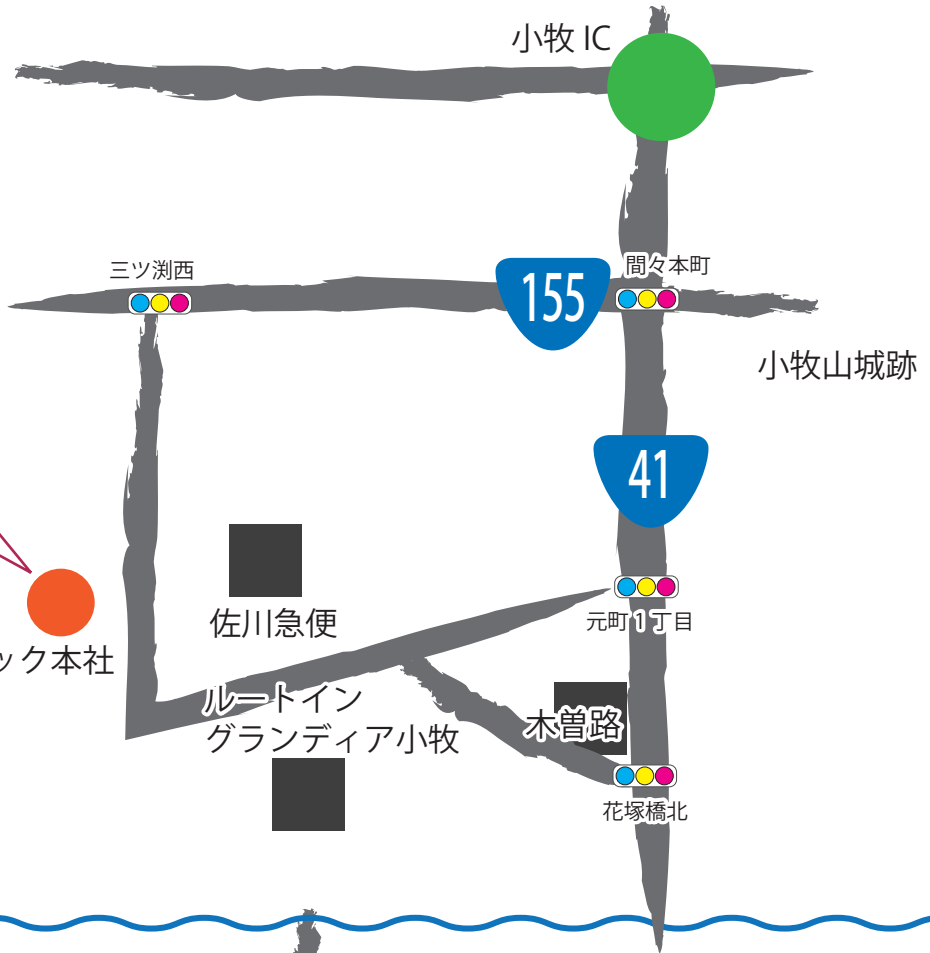 小牧 IC
三ツ渕西
155
間々本町
小牧山城跡
41
佐川急便
元町1丁目
ック本社
ルートイン
グランディア小牧
木曽路
花塚橋北